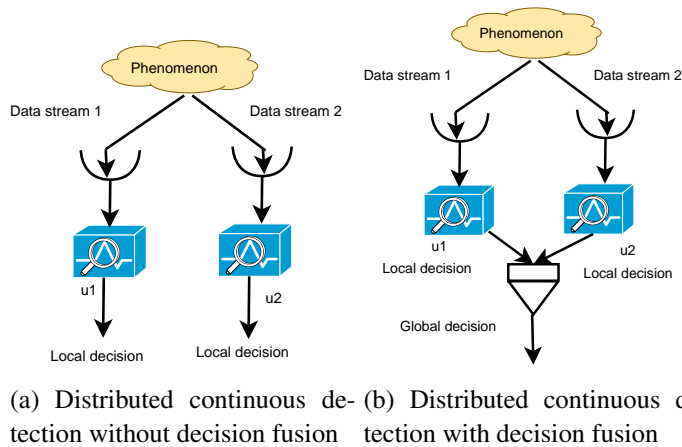 Phenomenon
Data stream 1
Data stream 2
u1
u2
Local decision
Local decision
(a) Distributed continuous de-
tection without decision fusion
Phenomenon
Data stream 1
Data stream 2
u1
u2
Local decision
Local decision
Global decision
(b) Distributed continuous
tection with decision fusion